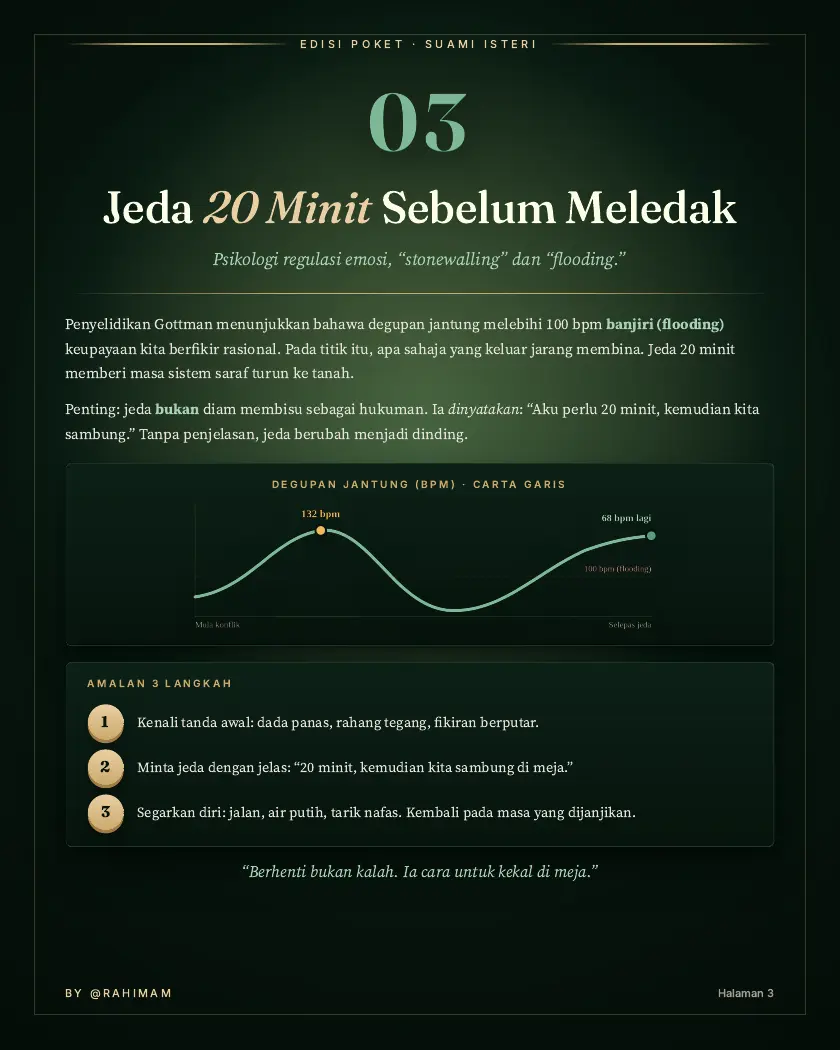 EDISI POKET · SUAMI ISTERI
03
Jeda 20 Minit Sebelum Meledak
Psikologi regulasi emosi, “stonewalling” dan “flooding.”
Penyelidikan Gottman menunjukkan bahawa degupan jantung melebihi 100 bpm banjiri (flooding)
keupayaan kita berfikir rasional. Pada titik itu, apa sahaja yang keluar jarang membina. Jeda 20 minit
memberi masa sistem saraf turun ke tanah.
Penting: jeda bukan diam membisu sebagai hukuman. Ia dinyatakan: “Aku perlu 20 minit, kemudian kita
sambung.” Tanpa penjelasan, jeda berubah menjadi dinding.
DEGUPAN JANTUNG (BPM) · CARTA GARIS
132 bpm
68 bpm lagi
100 bpm (flooding)
Mula konflik
Selepas jeda
AMALAN 3 LANGKAH
1 Kenali tanda awal: dada panas, rahang tegang, fikiran berputar.
2 Minta jeda dengan jelas: “20 minit, kemudian kita sambung di meja.”
3 Segarkan diri: jalan, air putih, tarik nafas. Kembali pada masa yang dijanjikan.
“Berhenti bukan kalah. Ia cara untuk kekal di meja.”
BY @RAHIMAM
Halaman 3